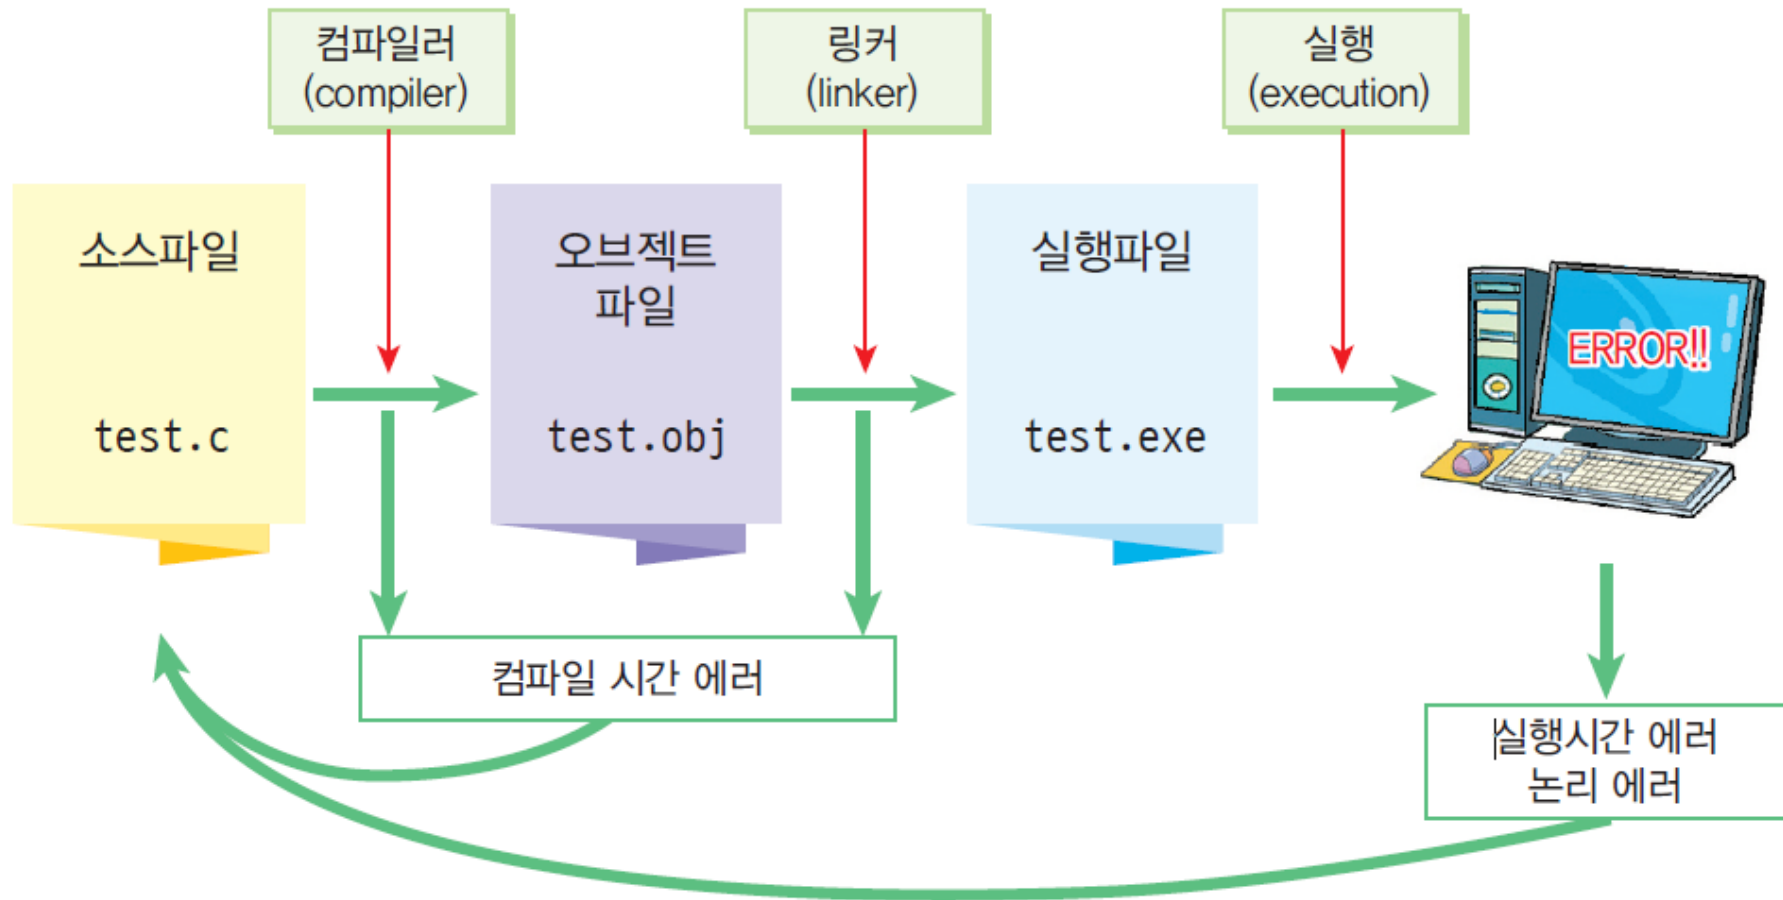 컴파일러
(compiler)
링커
(linker)
실행
(execution)
소스파일
test.c
오브젝트
파일
test.obj
실행파일
test.exe
ERROR!!
컴파일 시간 에러
실행시간 에러
논리 에러